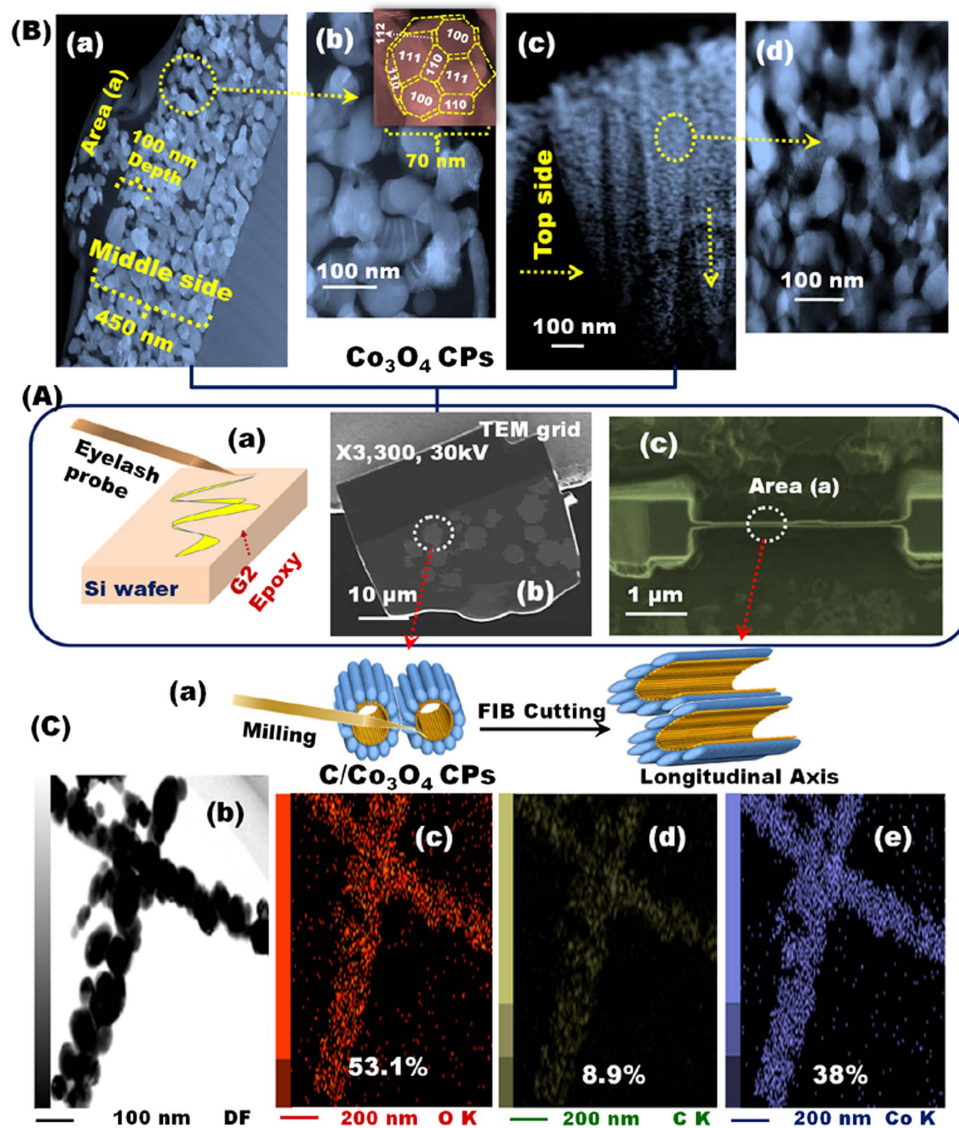 (B)
(a)
Area (a)
100 nm
Depth
Middle side
450 nm
(b)
112
100
111
110
111
110
100
110
70 nm
100 nm
(c)
Top side
100 nm
(d)
100 nm
Co₃O₄ CPs
(A)
(a)
Eyelash
probe
Si wafer
G2
Epoxy
TEM grid
X3,300, 30kV
10 µm
(b)
(c)
Area (a)
1 µm
(a)
Milling
FIB Cutting
C/Co₃O₄ CPs
Longitudinal Axis
(C)
(b)
100 nm DF
(c)
53.1%
200 nm O K
(d)
8.9%
200 nm C K
(e)
38%
200 nm Co K